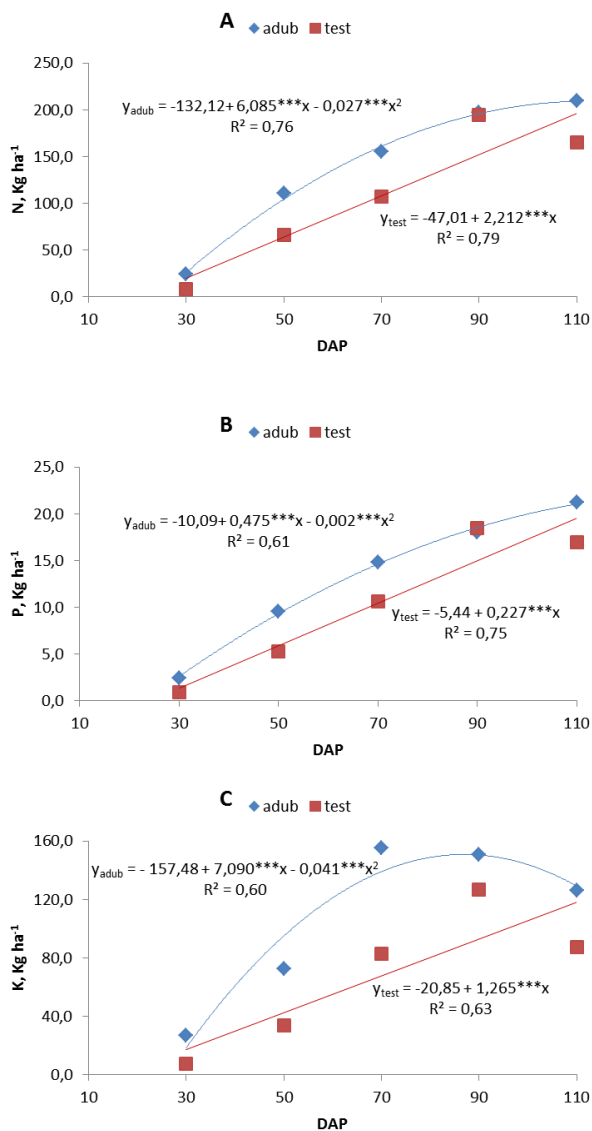 A
adub test
250,0
200,0
150,0
100,0
50,0
0,0
N, Kg ha⁻¹
y_adub = -132,12+ 6,085***x - 0,027***x²
R² = 0,76
y_test = -47,01 + 2,212***x
R² = 0,79
10 30 50 70 90 110
DAP
B
adub test
25,0
20,0
15,0
10,0
5,0
0,0
P, Kg ha⁻¹
y_adub = -10,09+ 0,475***x - 0,002***x²
R² = 0,61
y_test = -5,44 + 0,227***x
R² = 0,75
10 30 50 70 90 110
DAP
C
adub test
160,0
120,0
80,0
40,0
0,0
K, Kg ha⁻¹
y_adub = - 157,48 + 7,090***x - 0,041***x²
R² = 0,60
y_test = -20,85 + 1,265***x
R² = 0,63
10 30 50 70 90 110
DAP